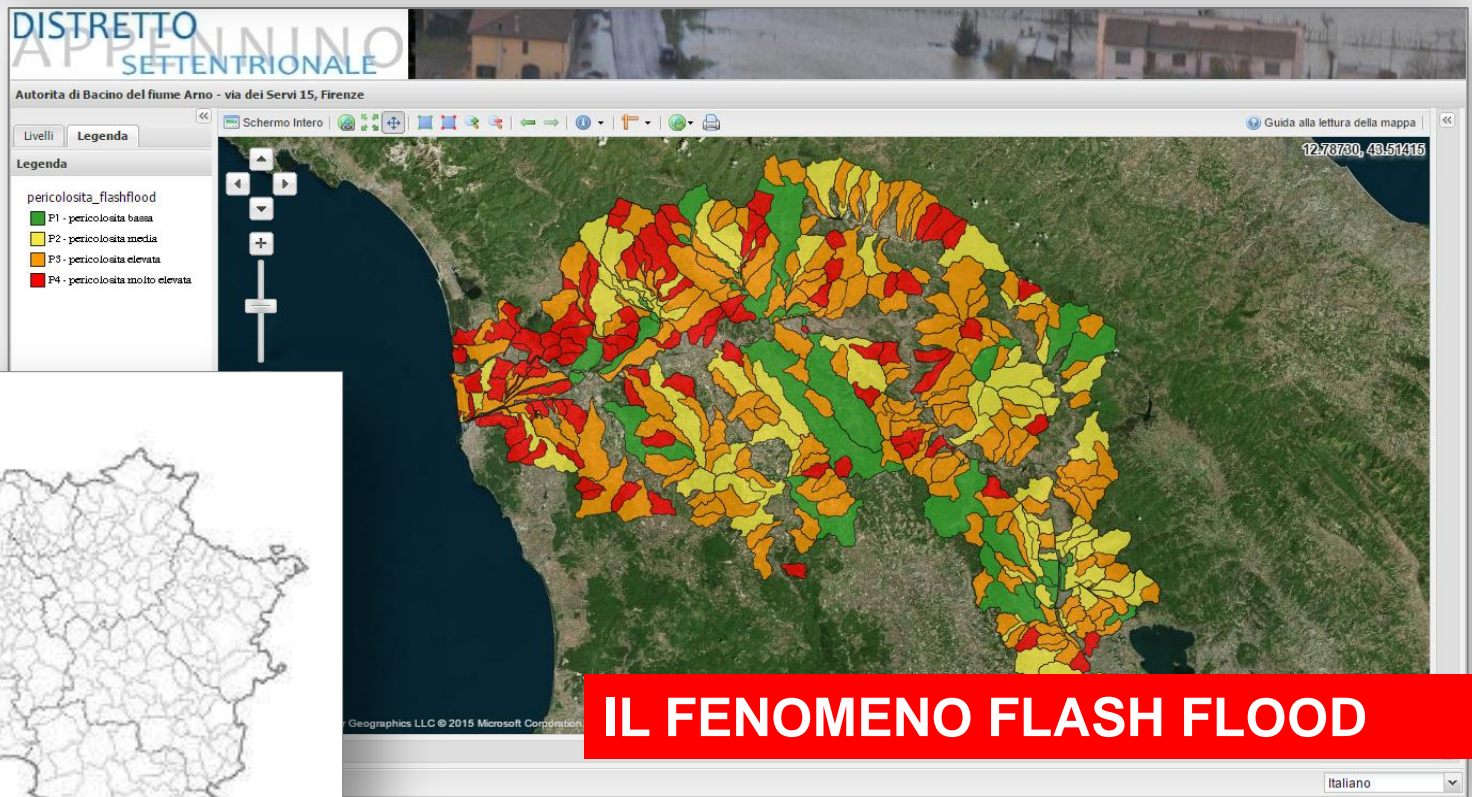 DISTRETTO
APPENNINO
SETTENTRIONALE
Autorita di Bacino del fiume Arno - via dei Servi 15, Firenze
Livelli
Legenda
Schermo Intero
Guida alla lettura della mappa
Legenda
12.78730, 43.51415
pericolosita_flashflood
P1 - pericolosita bassa
P2 - pericolosita media
P3 - pericolosita elevata
P4 - pericolosita molto elevata
r Geographics LLC © 2015 Microsoft Corporation
IL FENOMENO FLASH FLOOD
Italiano